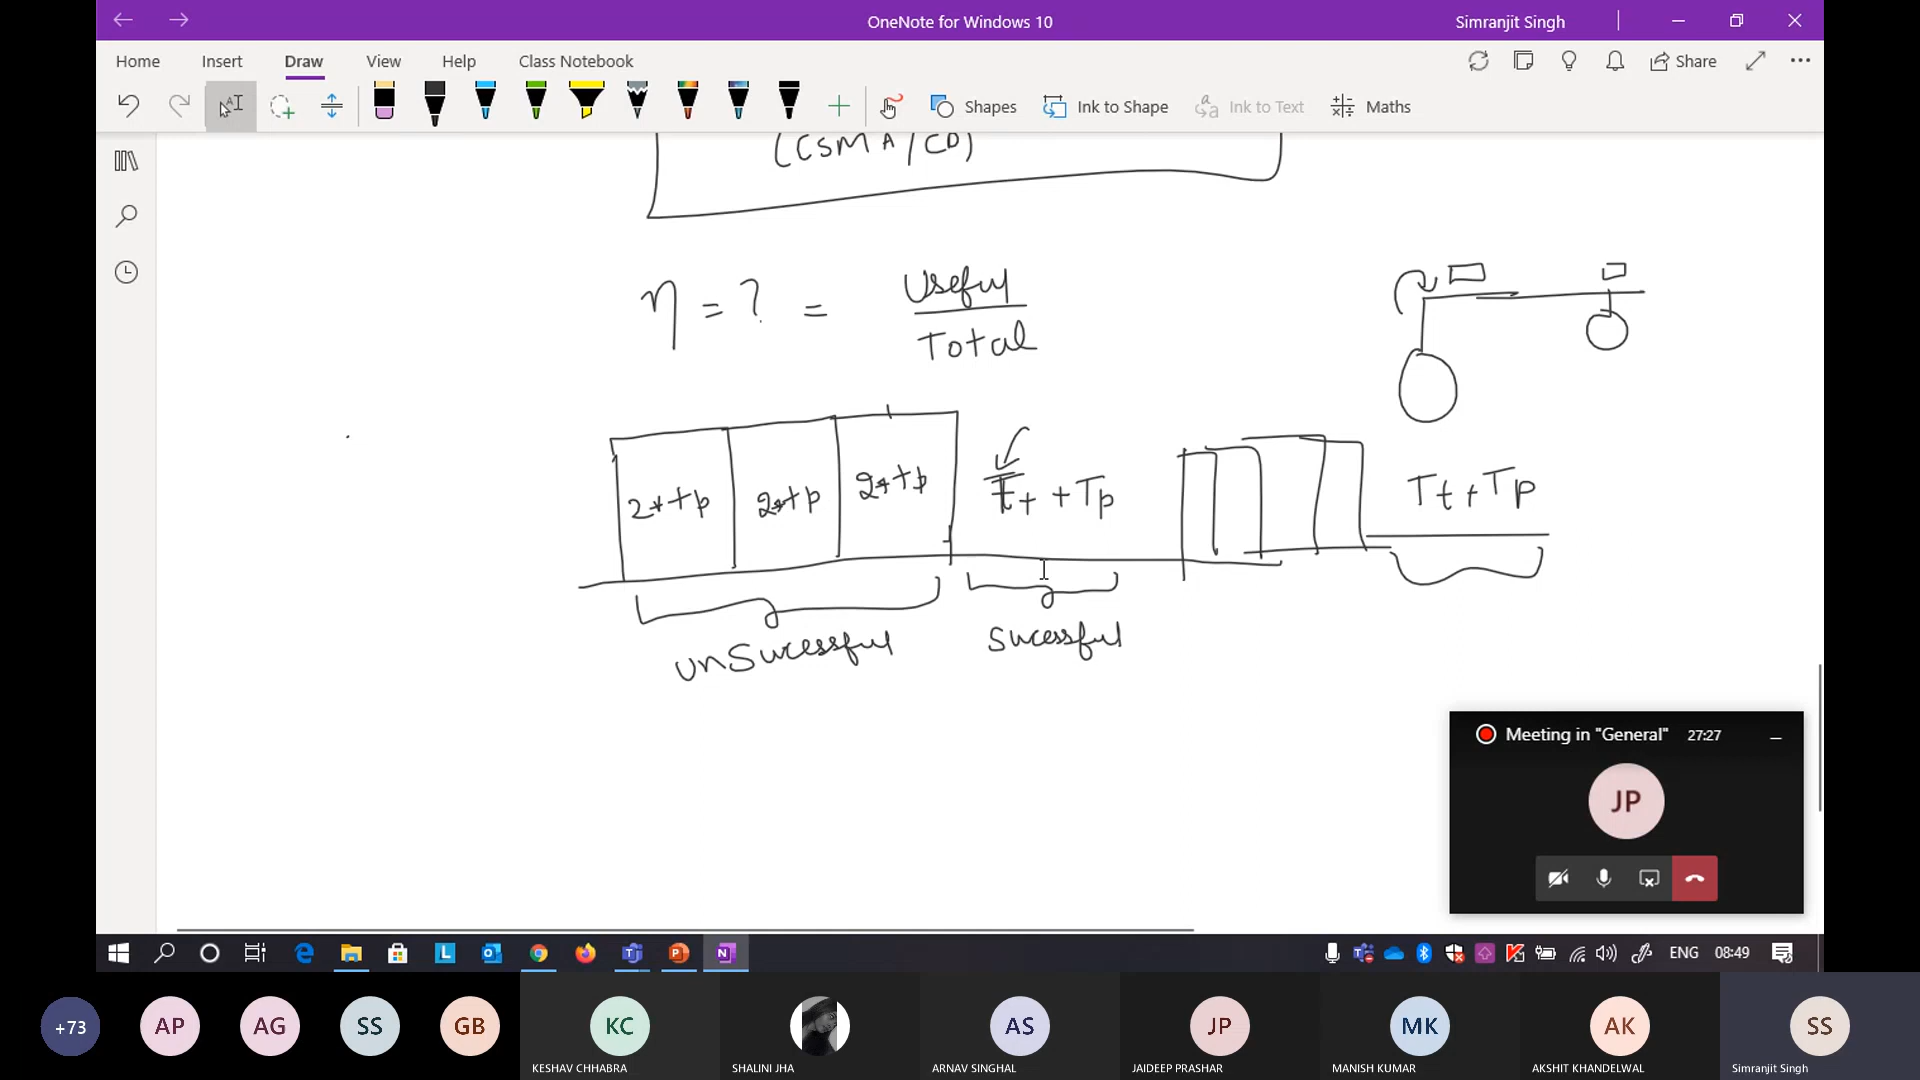 OneNote for Windows 10
Simranjit Singh
Home Insert Draw View Help Class Notebook
Share
Shapes Ink to Shape Ink to Text Maths
(CSMA/CD)
η = ? = Useful
Total
2*tp 2*tp 2*tp Tt + Tp Tt + Tp
unSucessful Sucessful
Meeting in "General" 27:27
JP
ENG 08:49
+73 AP AG SS GB KC AS JP MK AK SS
KESHAV CHHABRA SHALINI JHA ARNAV SINGHAL JAIDEEP PRASHAR MANISH KUMAR AKSHIT KHANDELWAL Simranjit Singh